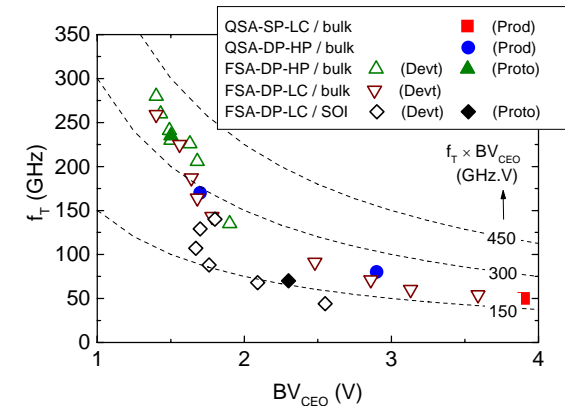 QSA-SP-LC / bulk (Prod)
QSA-DP-HP / bulk (Prod)
FSA-DP-HP / bulk (Devt) (Proto)
FSA-DP-LC / bulk (Devt)
FSA-DP-LC / SOI (Devt) (Proto)
f_T × BV_CEO
(GHz.V)
450
300
150
350
300
250
200
150
100
50
0
f_T (GHz)
1 2 3 4
BV_CEO (V)